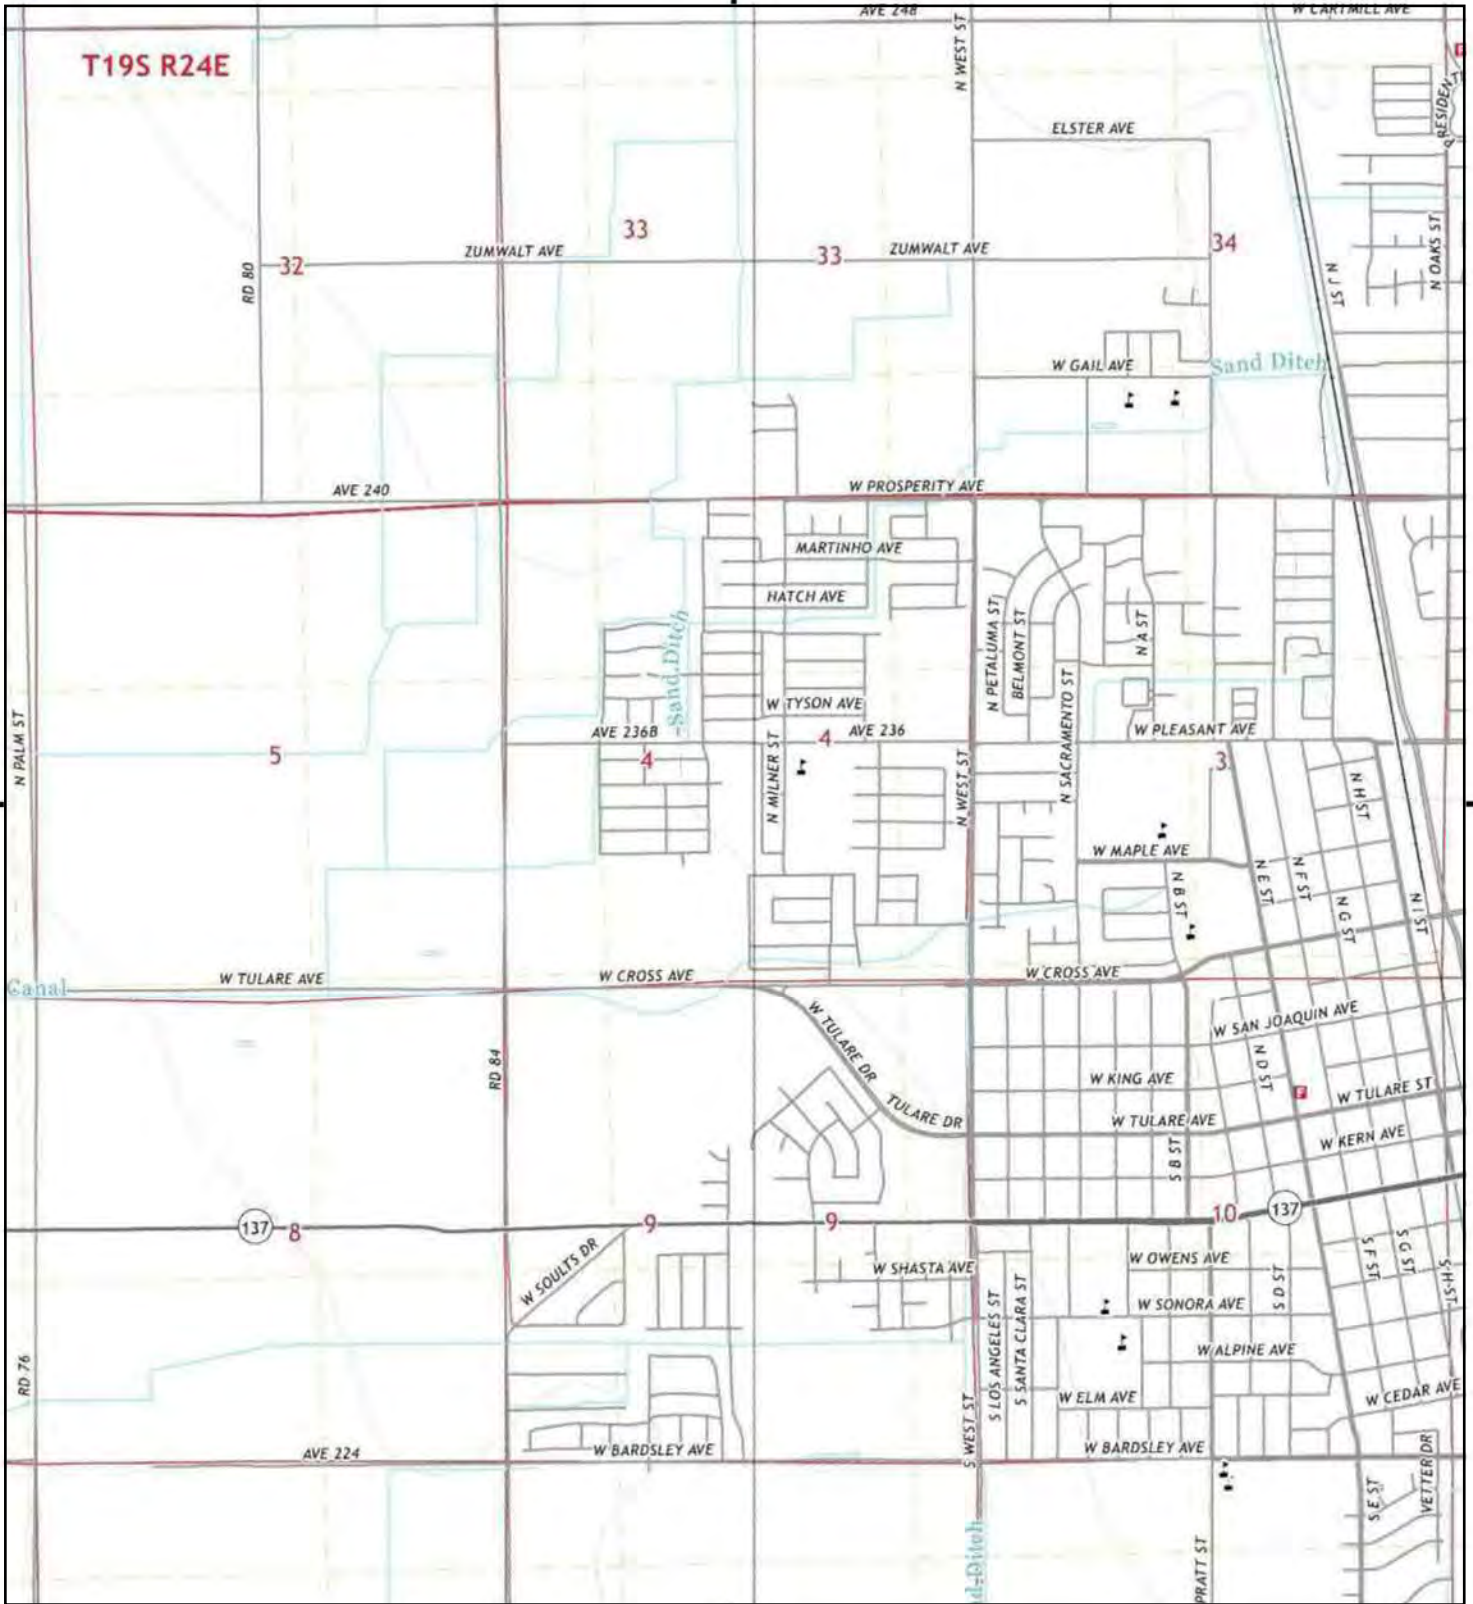 AVE 248
W CARTMILL AVE
N WEST ST
T19S R24E
ELSTER AVE
33
34
32
ZUMWALT AVE
33
ZUMWALT AVE
RD 80
N J ST
N OAKS ST
W GAIL AVE
Sand Ditch
AVE 240
W PROSPERITY AVE
MARTINHO AVE
HATCH AVE
N PETALUMA ST
BELMONT ST
N A ST
Sand Ditch
N SACRAMENTO ST
W TYSON AVE
AVE 236B
4
AVE 236
W PLEASANT AVE
N PALM ST
5
4
3
N MILNER ST
N WEST ST
N H ST
W MAPLE AVE
N B ST
N E ST
N F ST
N G ST
N I ST
Canal
W TULARE AVE
W CROSS AVE
W CROSS AVE
W TULARE DR
W SAN JOAQUIN AVE
RD 84
N D ST
W KING AVE
F
W TULARE ST
TULARE DR
W TULARE AVE
W KERN AVE
S B ST
137
8
9
9
10
137
W SOULTS DR
W SHASTA AVE
W OWENS AVE
S D ST
S F ST
S G ST
S H ST
W SONORA AVE
S LOS ANGELES ST
S SANTA CLARA ST
W ALPINE AVE
RD 76
W ELM AVE
W CEDAR AVE
S WEST ST
AVE 224
W BARDSLEY AVE
W BARDSLEY AVE
S E ST
VETTER DR
PRATT ST